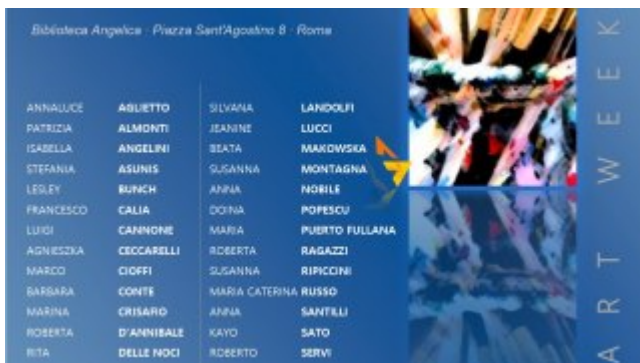 Biblioteca Angelica · Piazza Sant'Agostino 8 · Roma
ANNALUCE AGLIETTO
PATRIZIA ALMONTI
ISABELLA ANGELINI
STEFANIA ASUNIS
LESLEY BUNCH
FRANCESCO CALIA
LUIGI CANNONE
AGNIESZKA CECCARELLI
MARCO CIOFFI
BARBARA CONTE
MARINA CRISAFIO
ROBERTA D'ANNIBALE
RITA DELLE NOCI
SILVANA LANDOLFI
JEANINE LUCCI
BEATA MAKOWSKA
SUSANNA MONTAGNA
ANNA NOBILE
DOINA POPESCU
MARIA PUERTO FULLANA
ROBERTA RAGAZZI
SUSANNA RIPICCINI
MARIA CATERINA RUSSO
ANNA SANTILLI
KAYO SATO
ROBERTO SERVI
ART WEEK